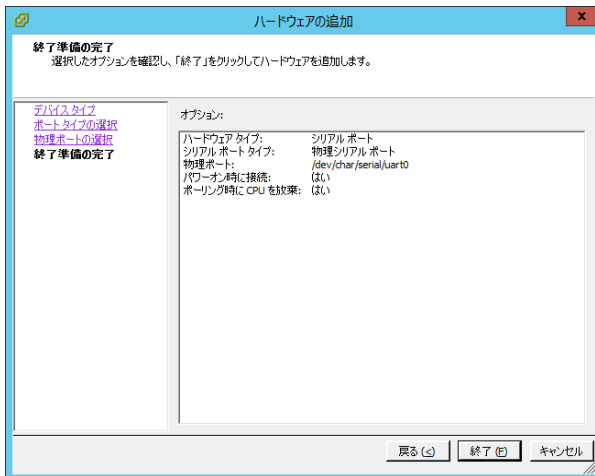 ハードウェアの追加
x
終了準備の完了
選択したオプションを確認し、「終了」をクリックしてハードウェアを追加します。
デバイス タイプ
ポート タイプの選択
物理ポートの選択
終了準備の完了
オプション:
ハードウェア タイプ: シリアル ポート
シリアル ポート タイプ: 物理シリアル ポート
物理ポート: /dev/char/serial/uart0
パワーオン時に接続: はい
ポーリング時に CPU を放棄: はい
戻る (<) 終了 (F) キャンセル